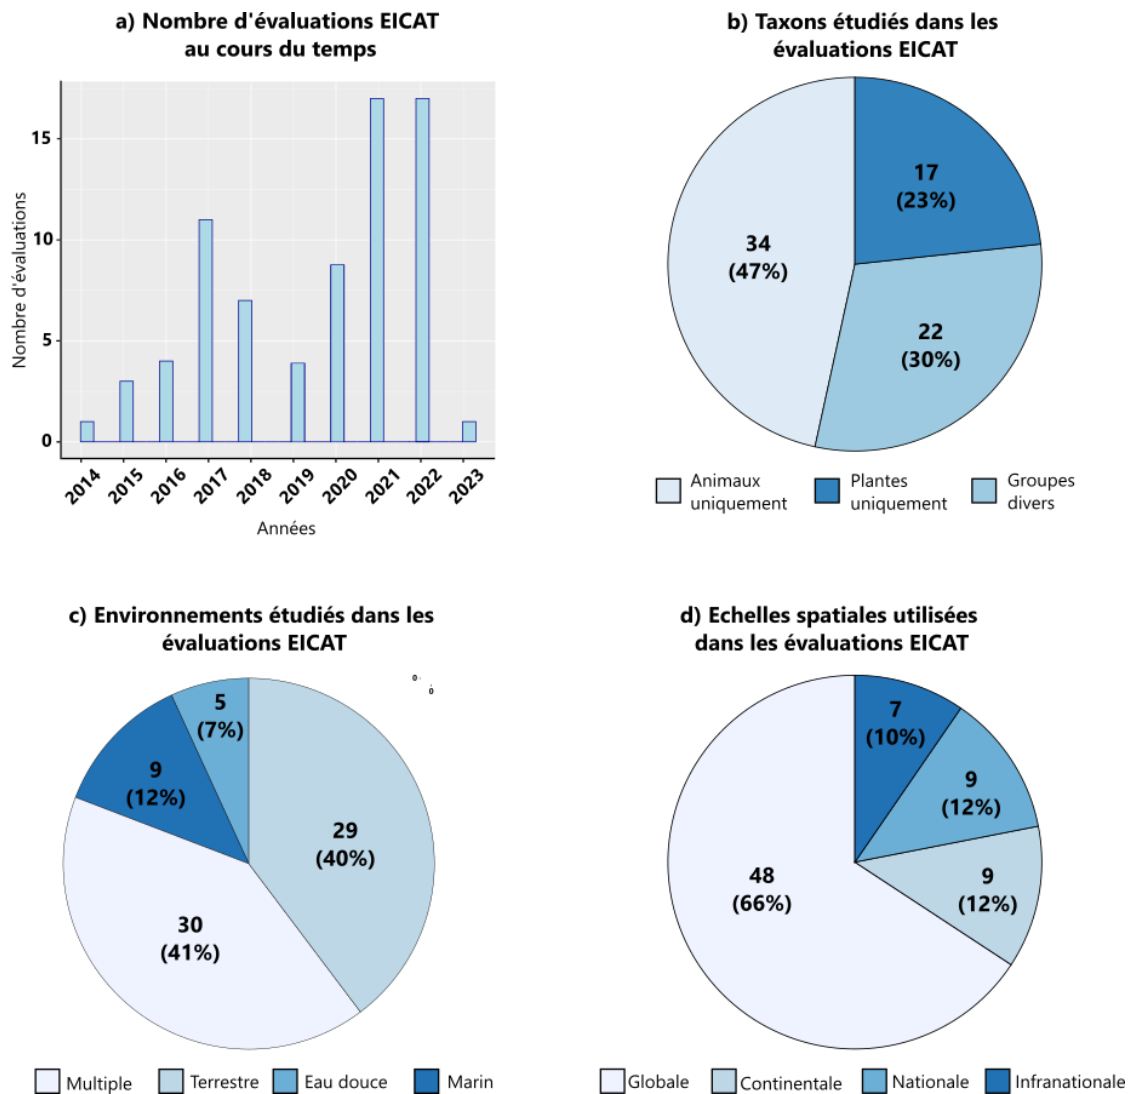 a) Nombre d'évaluations EICAT
au cours du temps
Nombre d'évaluations
15
10
5
0
2014
2015
2016
2017
2018
2019
2020
2021
2022
2023
Années
b) Taxons étudiés dans les
évaluations EICAT
17
(23%)
34
(47%)
22
(30%)
Animaux
uniquement
Plantes
uniquement
Groupes
divers
c) Environnements étudiés dans les
évaluations EICAT
0
0
5
(7%)
9
(12%)
29
(40%)
30
(41%)
Multiple
Terrestre
Eau douce
Marin
d) Echelles spatiales utilisées
dans les évaluations EICAT
7
(10%)
9
(12%)
48
(66%)
9
(12%)
Globale
Continentale
Nationale
Infranationale